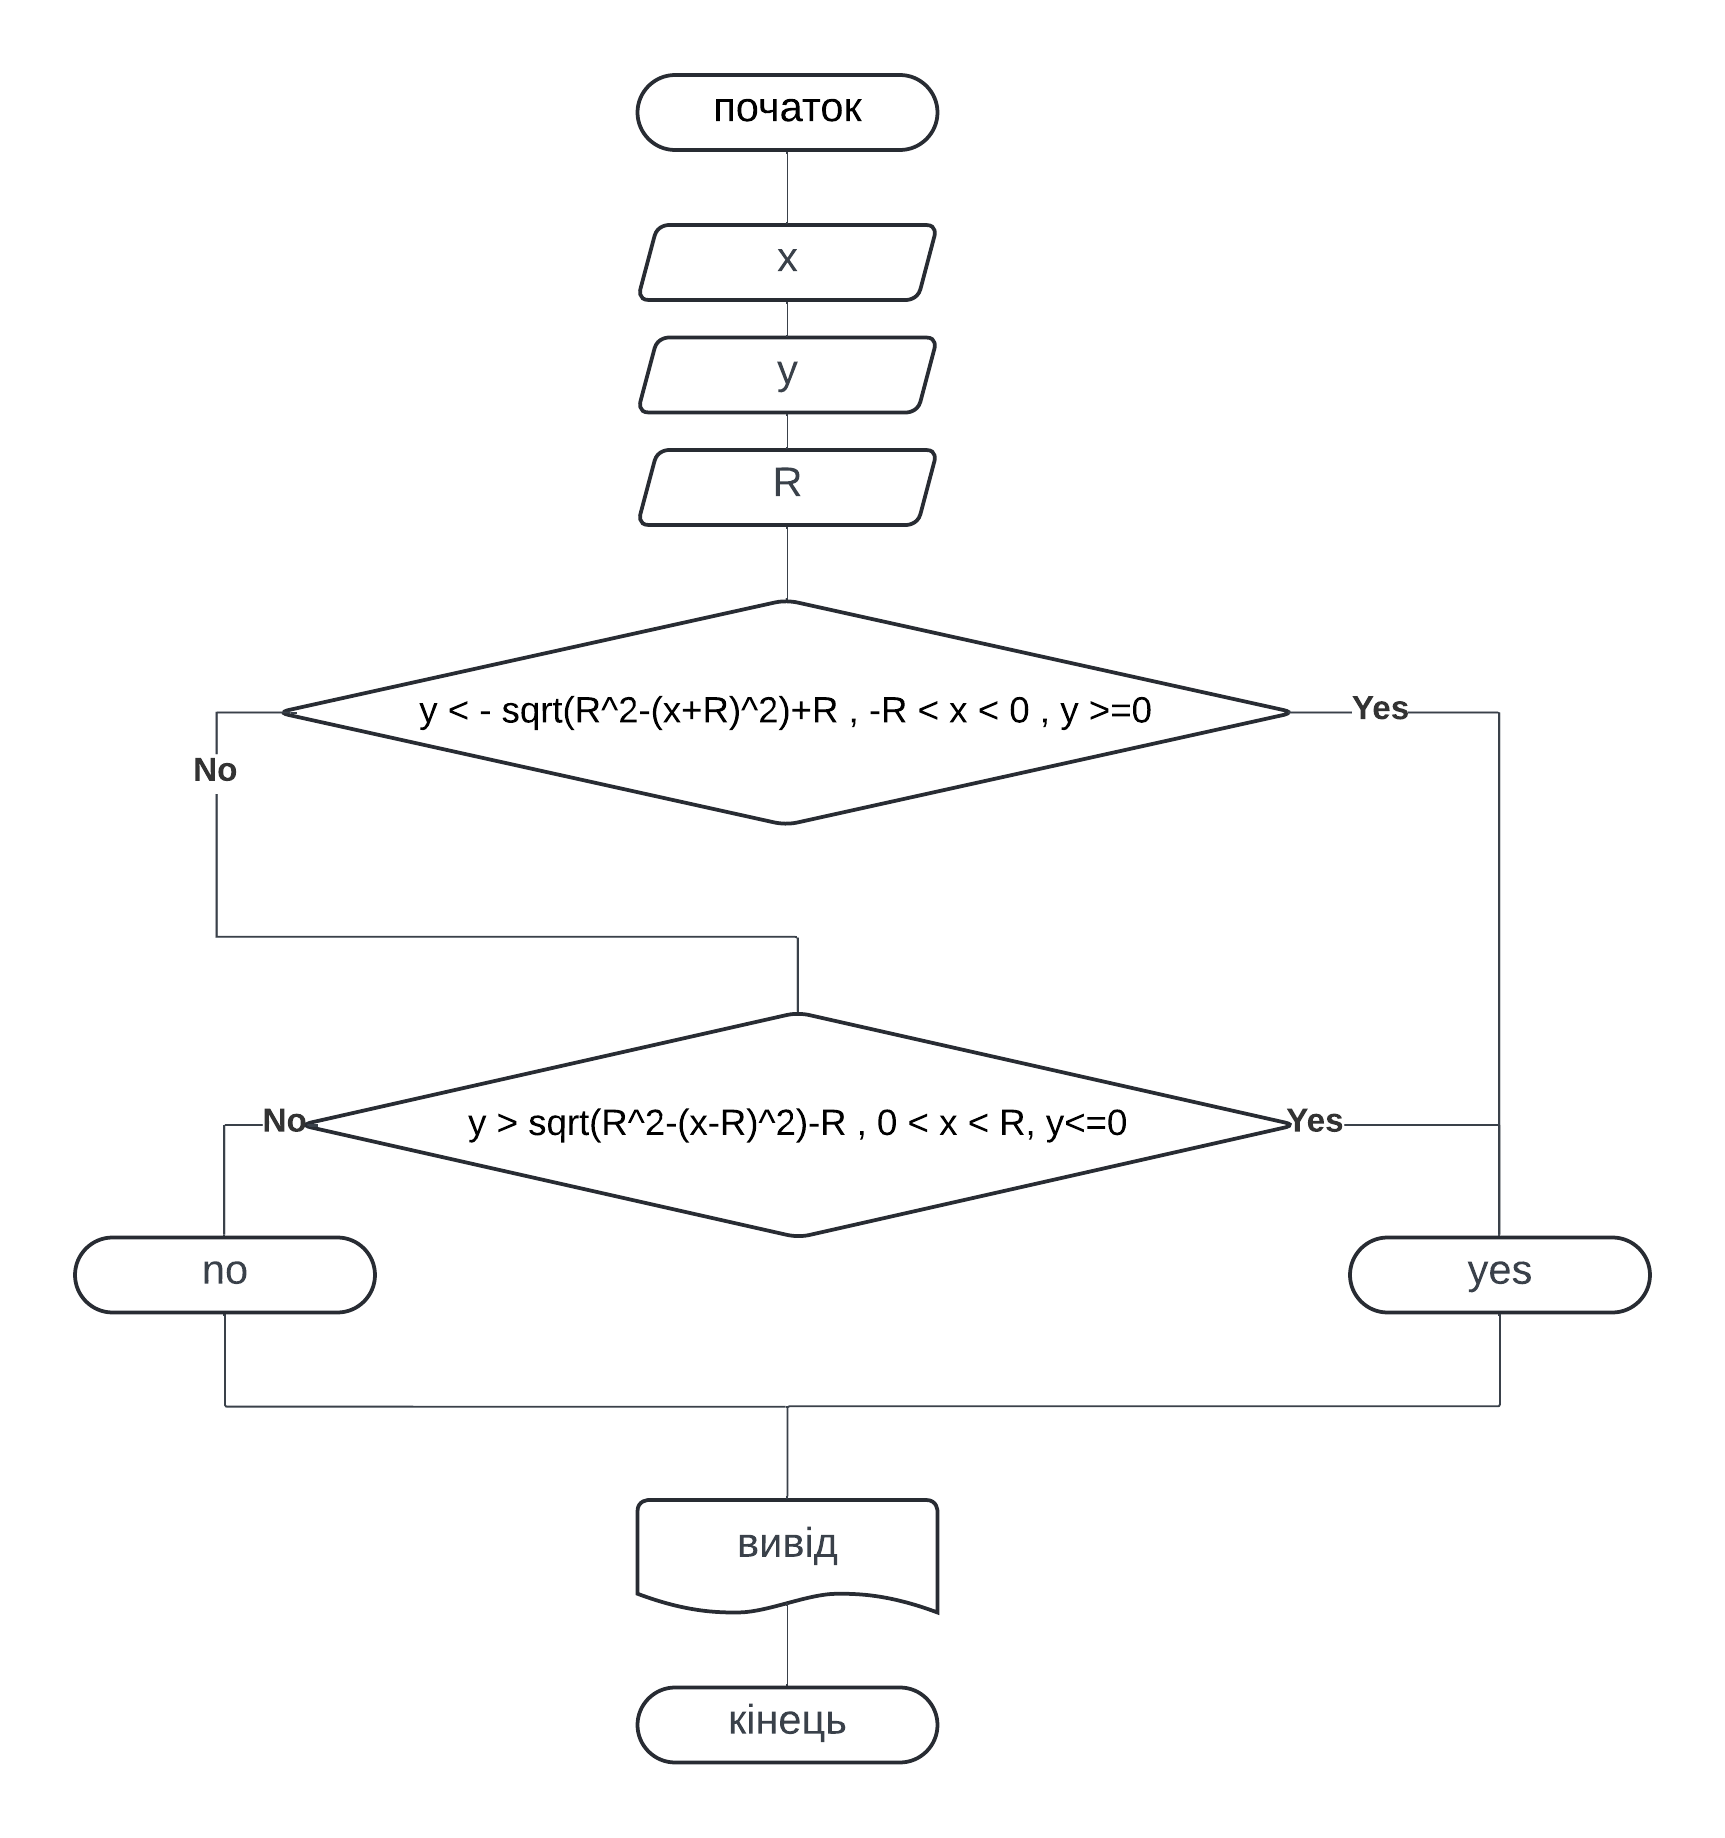 початок
x
y
R
y < - sqrt(R^2-(x+R)^2)+R , -R < x < 0 , y >=0
Yes
No
y > sqrt(R^2-(x-R)^2)-R , 0 < x < R, y<=0
No
Yes
no
yes
вивід
кінець